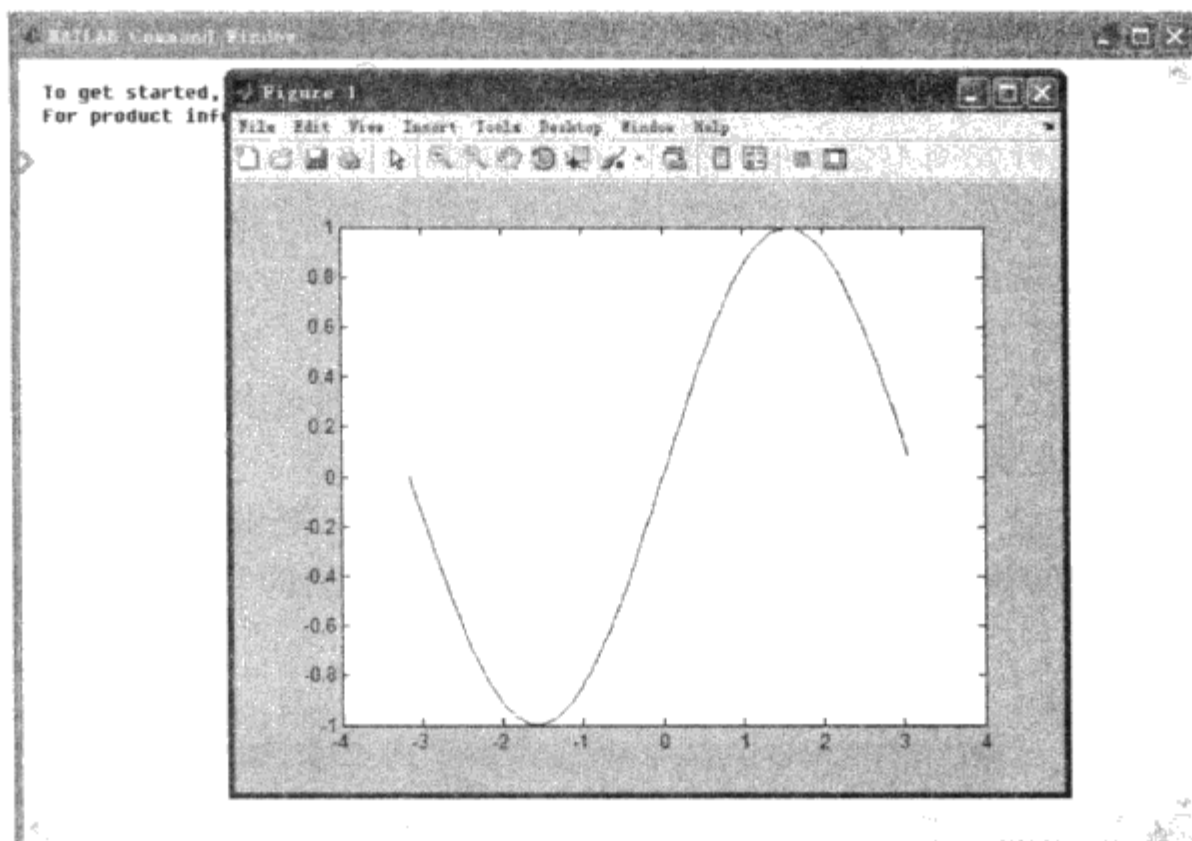 MATLAB Command Window
To get started,
For product inf
Figure 1
File Edit View Insert Tools Desktop Window Help
1
0.8
0.6
0.4
0.2
0
-0.2
-0.4
-0.6
-0.8
-1
-4 -3 -2 -1 0 1 2 3 4